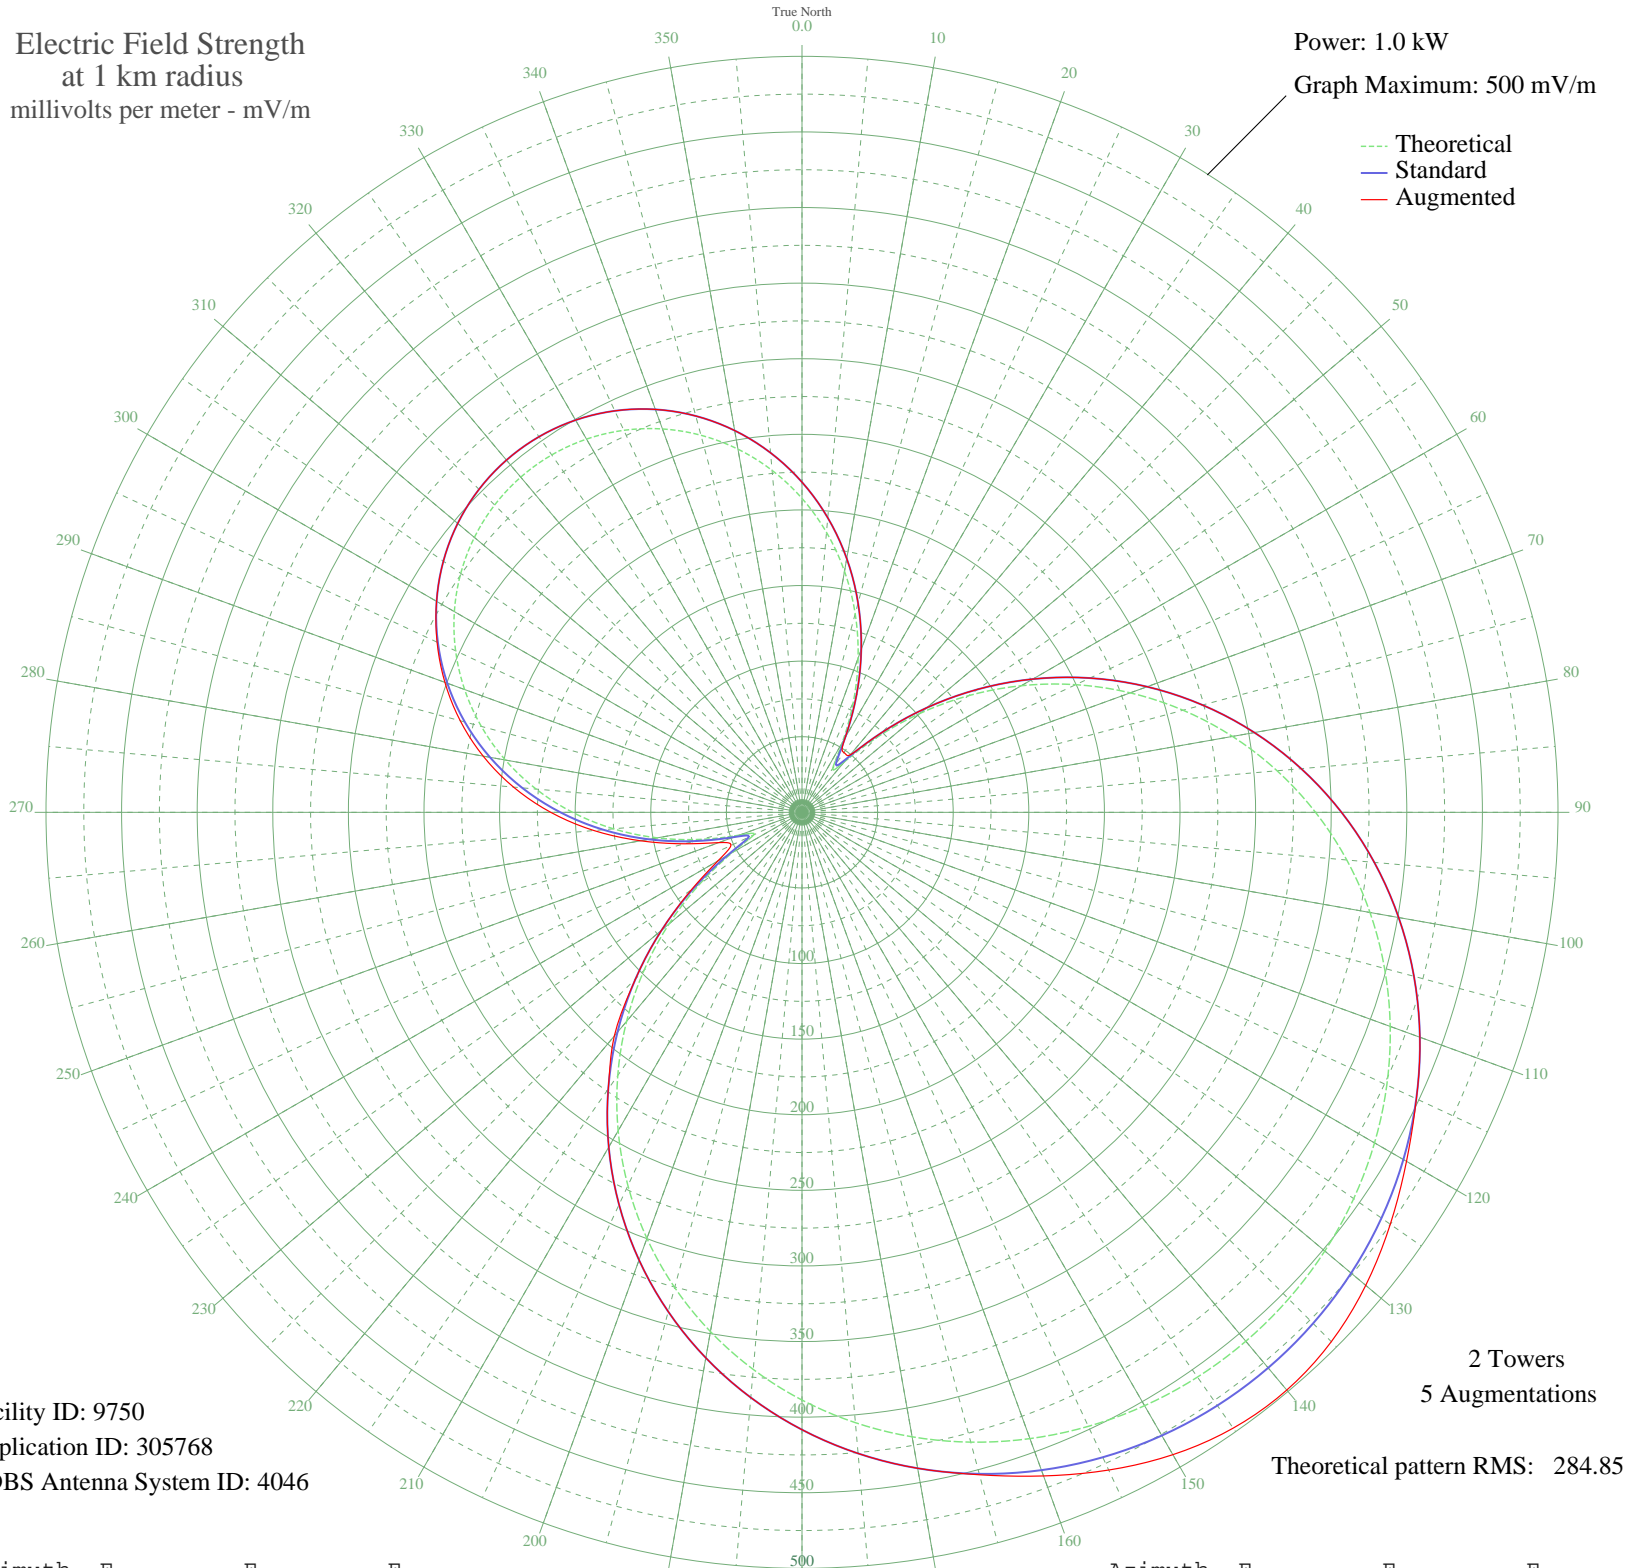 True North
0.0
Electric Field Strength
at 1 km radius
millivolts per meter - mV/m
Power: 1.0 kW
Graph Maximum: 500 mV/m
Theoretical
Standard
Augmented
10
20
30
40
50
60
70
80
90
100
110
120
130
140
150
160
200
210
220
230
240
250
260
270
280
290
300
310
320
330
340
350
100
150
200
250
300
350
400
450
500
2 Towers
5 Augmentations
Theoretical pattern RMS: 284.85
cility ID: 9750
plication ID: 305768
DBS Antenna System ID: 4046